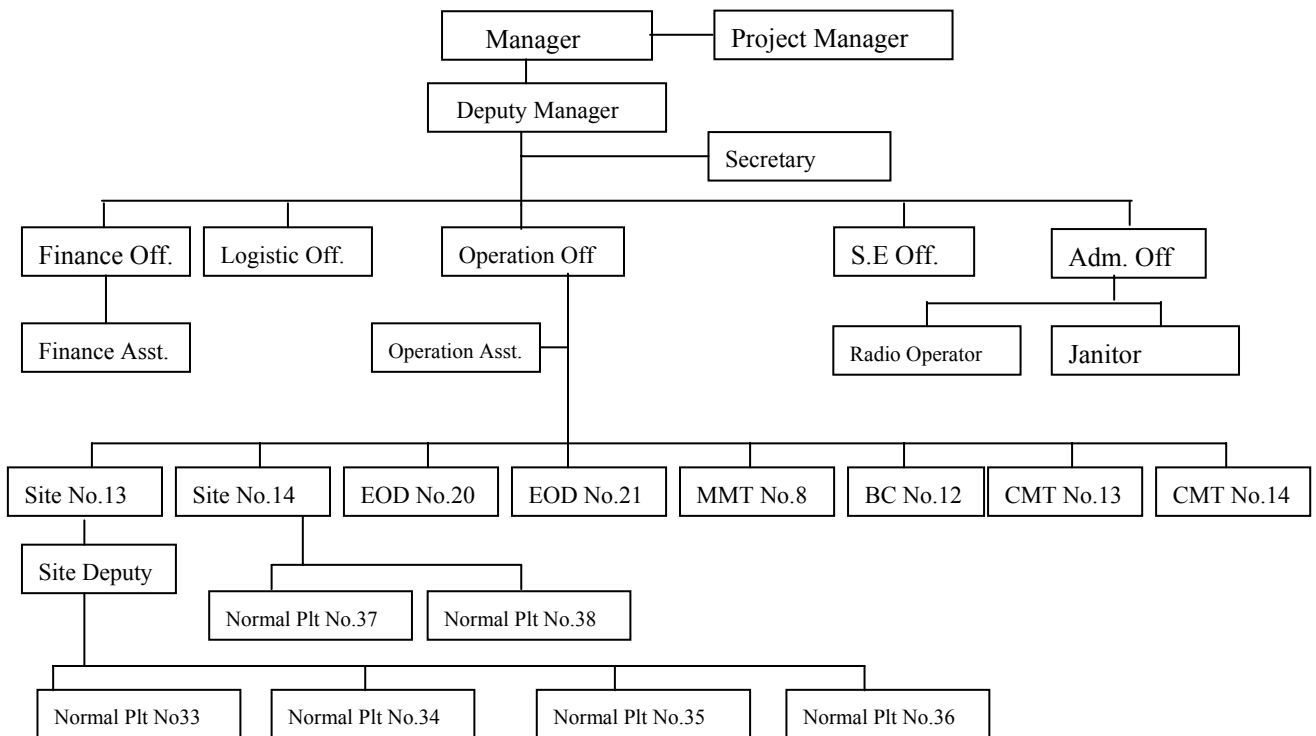 Manager
Project Manager
Deputy Manager
Secretary
Finance Off.
Logistic Off.
Operation Off
S.E Off.
Adm. Off
Finance Asst.
Operation Asst.
Radio Operator
Janitor
Site No.13
Site No.14
EOD No.20
EOD No.21
MMT No.8
BC No.12
CMT No.13
CMT No.14
Site Deputy
Normal Plt No.37
Normal Plt No.38
Normal Plt No33
Normal Plt No.34
Normal Plt No.35
Normal Plt No.36